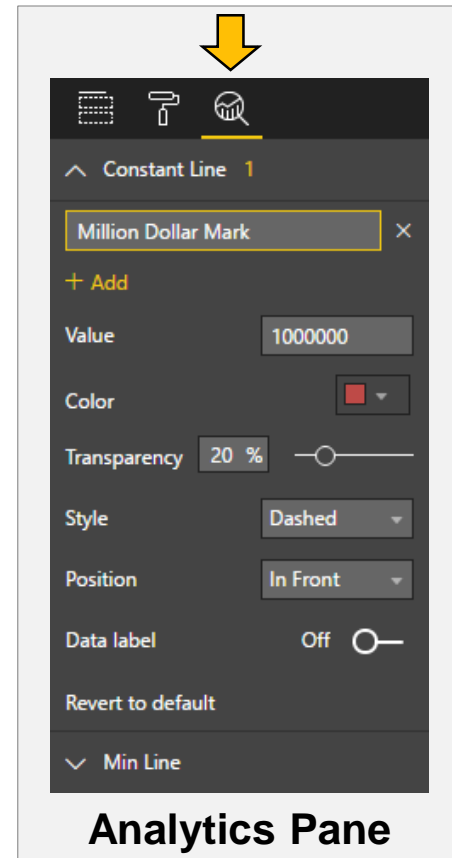 Constant Line 1
Million Dollar Mark ×
+ Add
Value 1000000
Color
Transparency 20 %
Style Dashed
Position In Front
Data label Off
Revert to default
Min Line
Analytics Pane